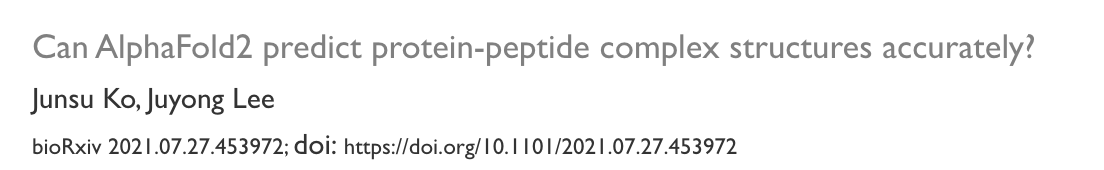 Can AlphaFold2 predict protein-peptide complex structures accurately?
Junsu Ko, Juyong Lee
bioRxiv 2021.07.27.453972; doi: https://doi.org/10.1101/2021.07.27.453972